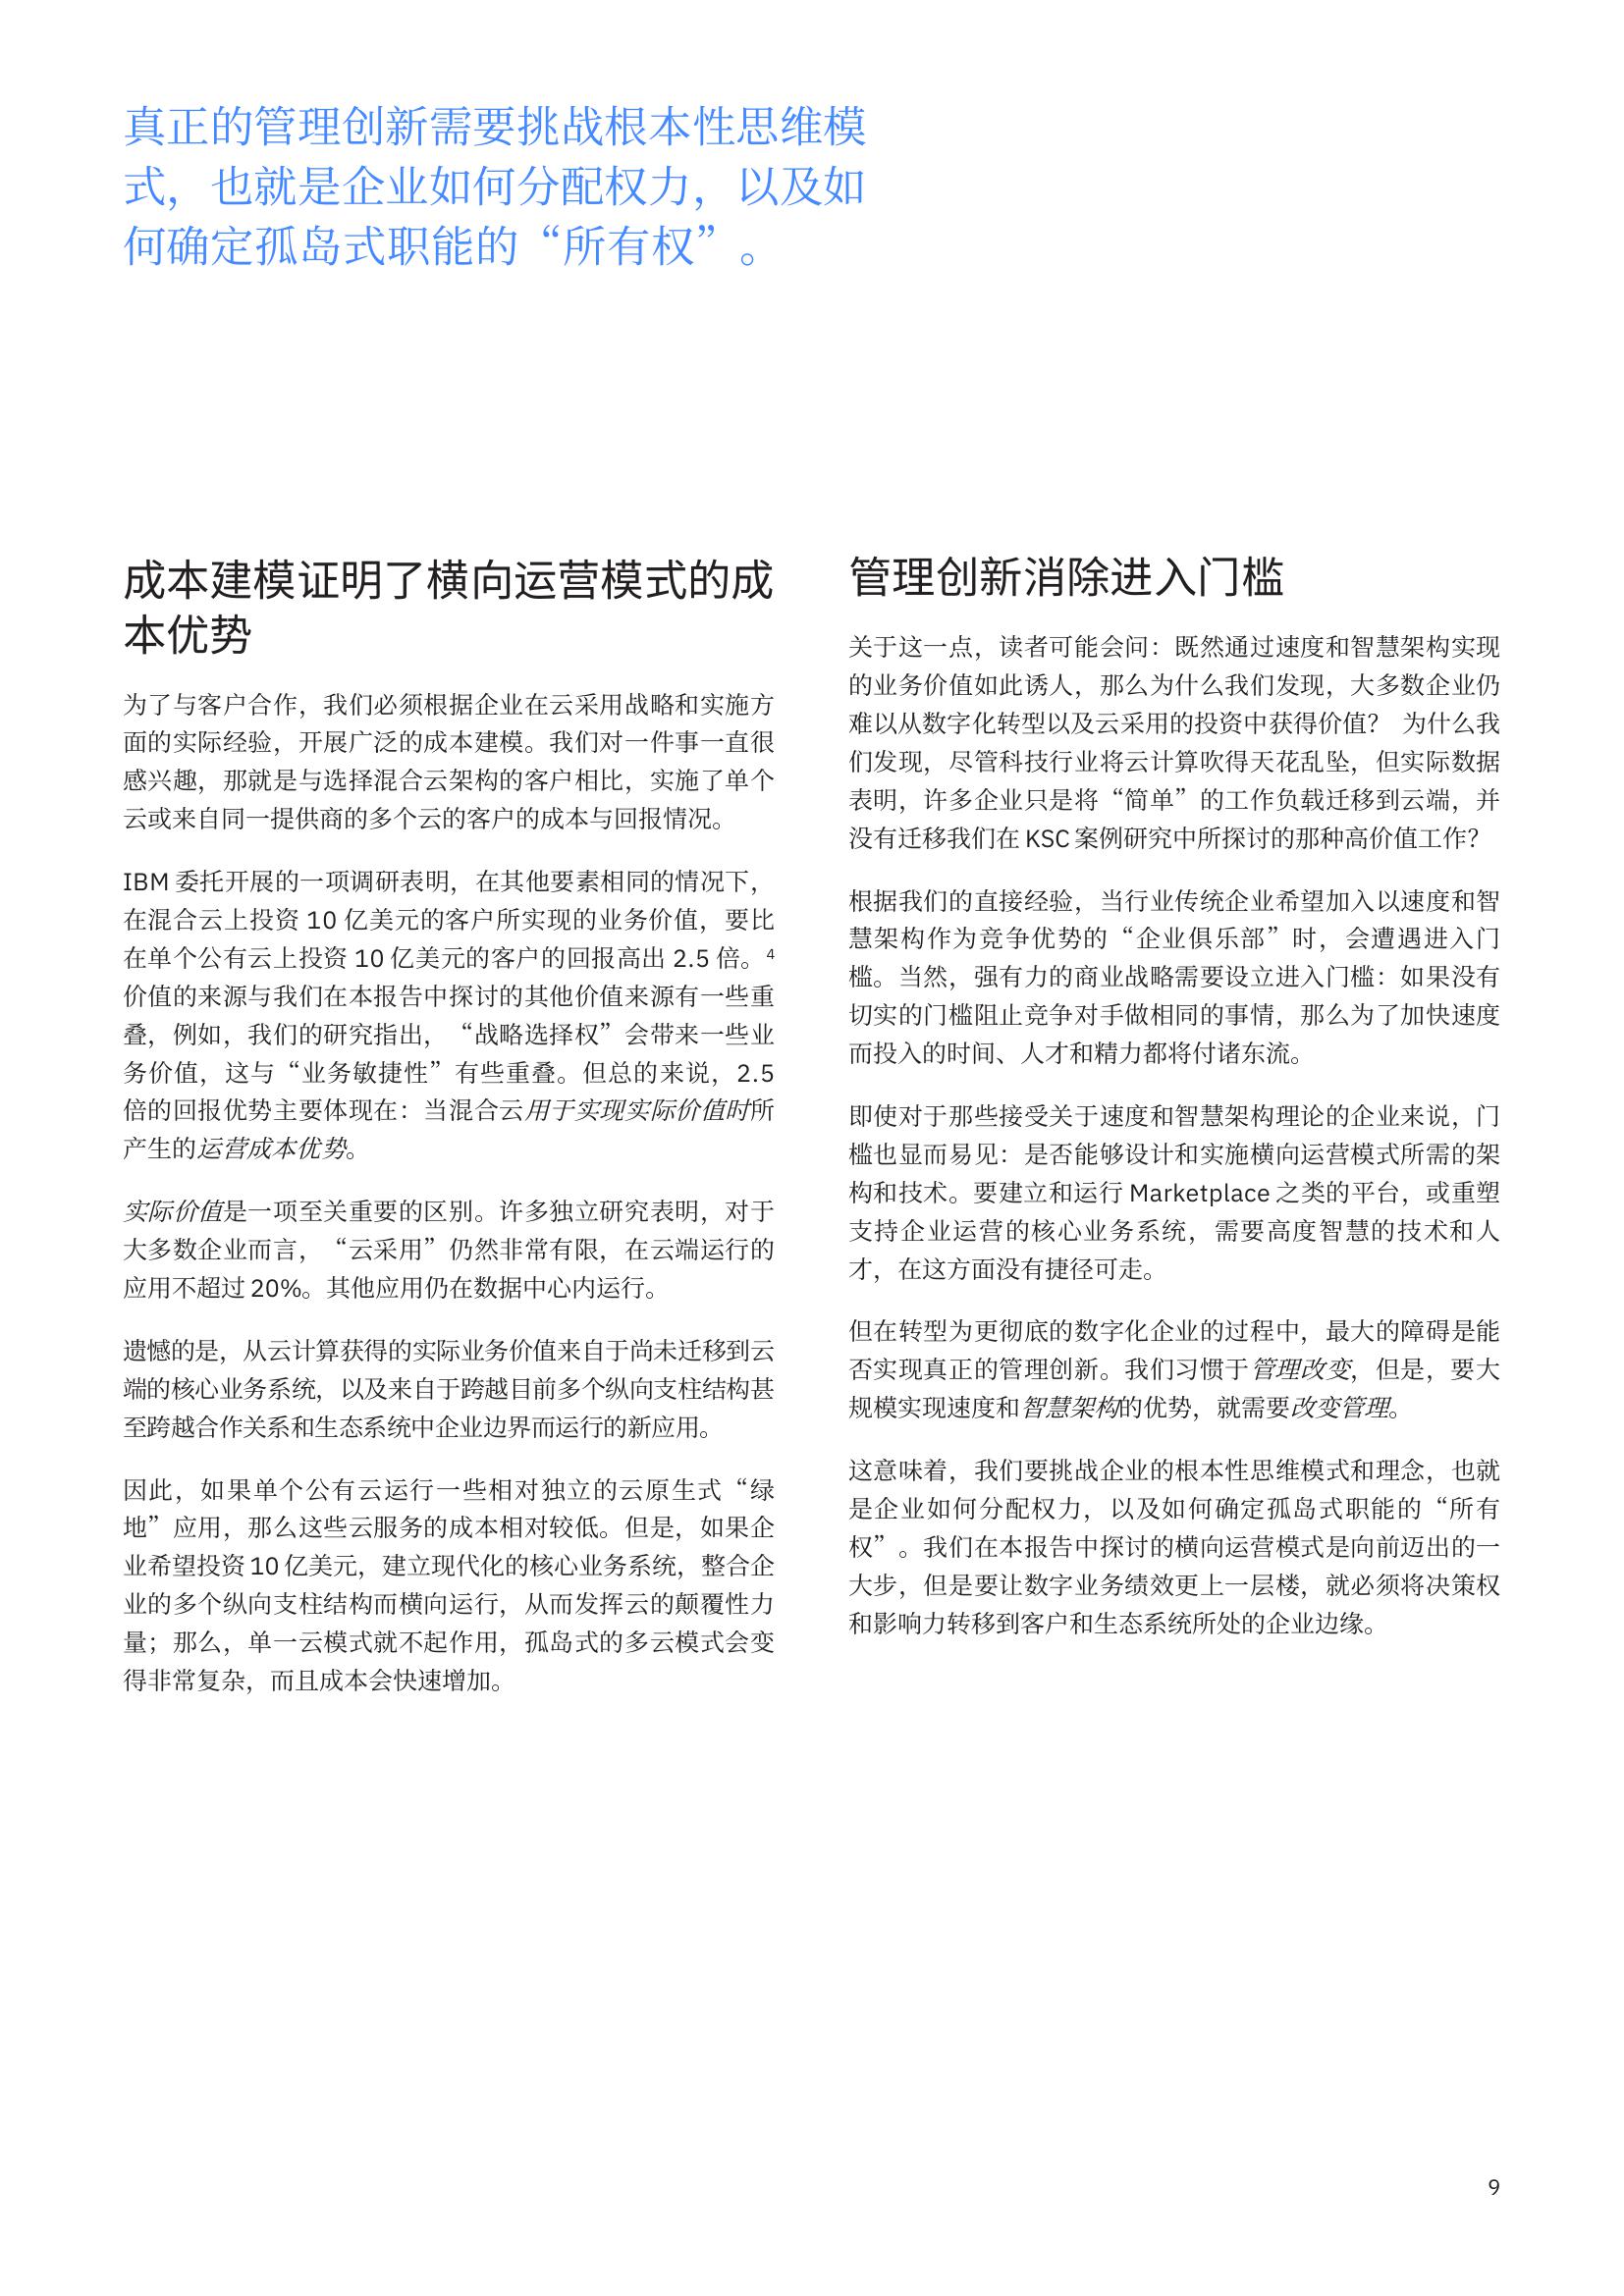 真正的管理创新需要挑战根本性思维模
式，也就是企业如何分配权力，以及如
何确定孤岛式职能的“所有权”。
成本建模证明了横向运营模式的成
本优势
为了与客户合作，我们必须根据企业在云采用战略和实施方
面的实际经验，开展广泛的成本建模。我们对一件事一直很
感兴趣，那就是与选择混合云架构的客户相比，实施了单个
云或来自同一提供商的多个云的客户的成本与回报情况。
IBM 委托开展的一项调研表明，在其他要素相同的情况下，
在混合云上投资 10 亿美元的客户所实现的业务价值，要比
在单个公有云上投资 10 亿美元的客户的回报高出 2.5 倍。⁴
价值的来源与我们在本报告中探讨的其他价值来源有一些重
叠，例如，我们的研究指出，“战略选择权”会带来一些业
务价值，这与“业务敏捷性”有些重叠。但总的来说，2.5
倍的回报优势主要体现在：当混合云用于实现实际价值时所
产生的运营成本优势。
实际价值是一项至关重要的区别。许多独立研究表明，对于
大多数企业而言，“云采用”仍然非常有限，在云端运行的
应用不超过 20%。其他应用仍在数据中心内运行。
遗憾的是，从云计算获得的实际业务价值来自于尚未迁移到云
端的核心业务系统，以及来自于跨越目前多个纵向支柱结构甚
至跨越合作关系和生态系统中企业边界而运行的新应用。
因此，如果单个公有云运行一些相对独立的云原生式“绿
地”应用，那么这些云服务的成本相对较低。但是，如果企
业希望投资 10 亿美元，建立现代化的核心业务系统，整合企
业的多个纵向支柱结构而横向运行，从而发挥云的颠覆性力
量；那么，单一云模式就不起作用，孤岛式的多云模式会变
得非常复杂，而且成本会快速增加。
管理创新消除进入门槛
关于这一点，读者可能会问：既然通过速度和智慧架构实现
的业务价值如此诱人，那么为什么我们发现，大多数企业仍
难以从数字化转型以及云采用的投资中获得价值？ 为什么我
们发现，尽管科技行业将云计算吹得天花乱坠，但实际数据
表明，许多企业只是将“简单”的工作负载迁移到云端，并
没有迁移我们在 KSC 案例研究中所探讨的那种高价值工作？
根据我们的直接经验，当行业传统企业希望加入以速度和智
慧架构作为竞争优势的“企业俱乐部”时，会遭遇进入门
槛。当然，强有力的商业战略需要设立进入门槛：如果没有
切实的门槛阻止竞争对手做相同的事情，那么为了加快速度
而投入的时间、人才和精力都将付诸东流。
即使对于那些接受关于速度和智慧架构理论的企业来说，门
槛也显而易见：是否能够设计和实施横向运营模式所需的架
构和技术。要建立和运行 Marketplace 之类的平台，或重塑
支持企业运营的核心业务系统，需要高度智慧的技术和人
才，在这方面没有捷径可走。
但在转型为更彻底的数字化企业的过程中，最大的障碍是能
否实现真正的管理创新。我们习惯于管理改变，但是，要大
规模实现速度和智慧架构的优势，就需要改变管理。
这意味着，我们要挑战企业的根本性思维模式和理念，也就
是企业如何分配权力，以及如何确定孤岛式职能的“所有
权”。我们在本报告中探讨的横向运营模式是向前迈出的一
大步，但是要让数字业务绩效更上一层楼，就必须将决策权
和影响力转移到客户和生态系统所处的企业边缘。
9